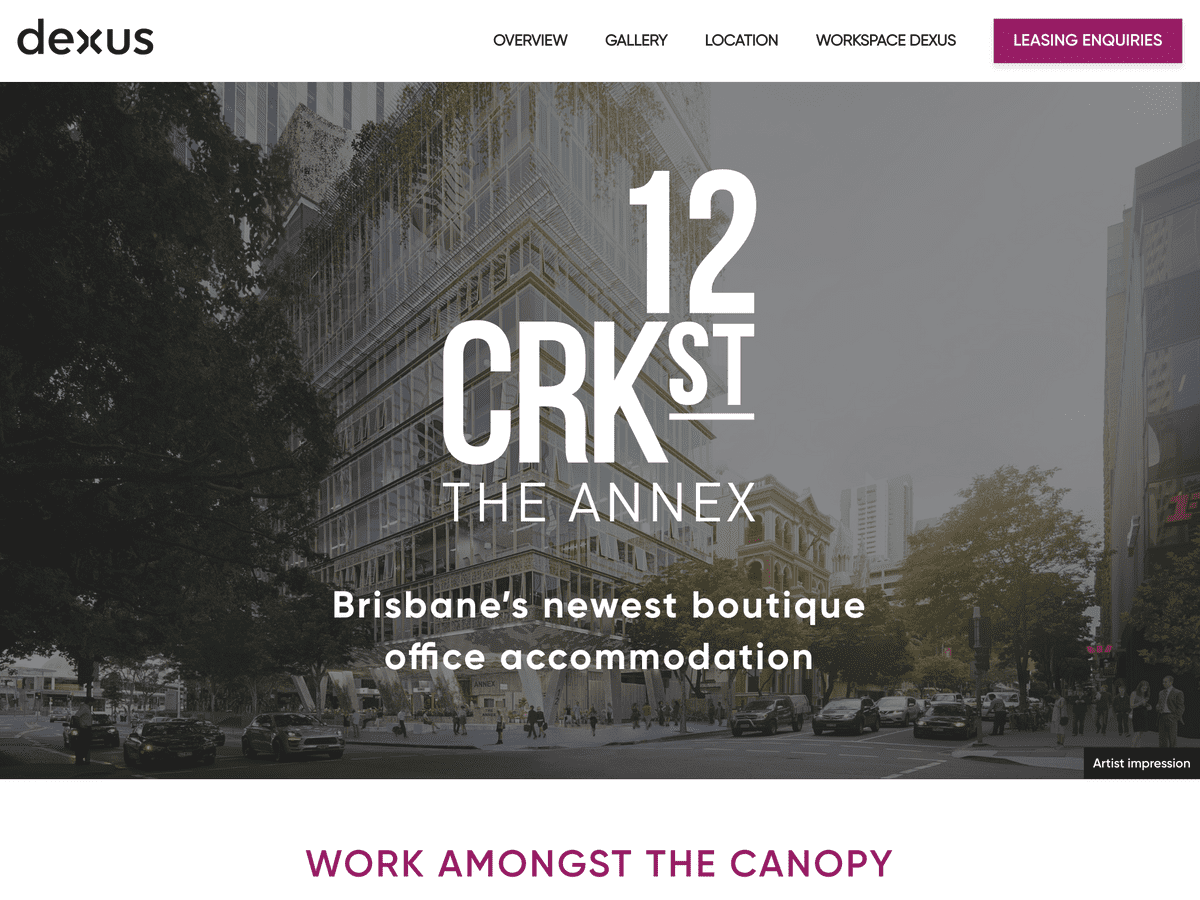 dexus
OVERVIEW
GALLERY
LOCATION
WORKSPACE DEXUS
LEASING ENQUIRIES
12
CRK ST
THE ANNEX
Brisbane's newest boutique
office accommodation
ANNEX
Artist impression
WORK AMONGST THE CANOPY